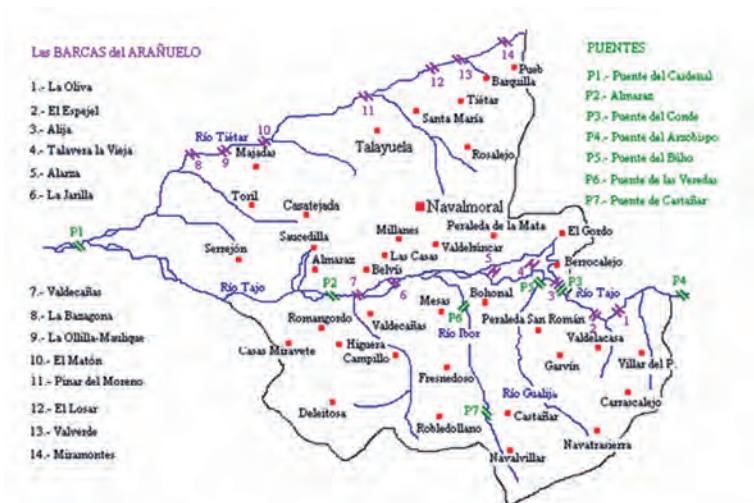 Las BARCAS del ARAÑUELO
1.- La Oliva
2.- El Espejel
3.- Alija
4.- Talavera la Vieja
5.- Alarza
6.- La Jarilla
7.- Valdecañas
8.- La Bazagona
9.- La Ollilla-Maulique
10.- El Matón
11.- Pinar del Moreno
12.- El Losar
13.- Valverde
14.- Miramontes
PUENTES
P1.- Puente del Cardenal
P2.- Almaraz
P3.- Puente del Conde
P4.- Puente del Arzobispo
P5.- Puente del Búho
P6.- Puente de las Veredas
P7.- Puente de Castañar
14
13
12
Pueb
Barquilla
Tiétar
11
Santa María
Río Tiétar
10
Talayuela
9
8
Majadas
Rosalejo
Toril
Casatejada
Navalmoral
P1
Millanes
Peraleda de la Mata
El Gordo
Serrejón
Saucedilla
Las Casas
Valdehúncar
Almaraz
Belvís
5
4
Berrocalejo
Río Tajo
P2
7
6
Mesas
Bohonal
P5
3
P3
Río Tajo
P4
Romangordo
Valdecañas
P6
Río Ibor
Peraleda San Román
2
1
Casas Miravete
Higuera
Campillo
Valdelacasa
Garvín
Villar del P.
Fresnedoso
Río Gualija
Carrascalejo
Deleitosa
Robledollano
P7
Castañar
Navatrasierra
Navalvillar